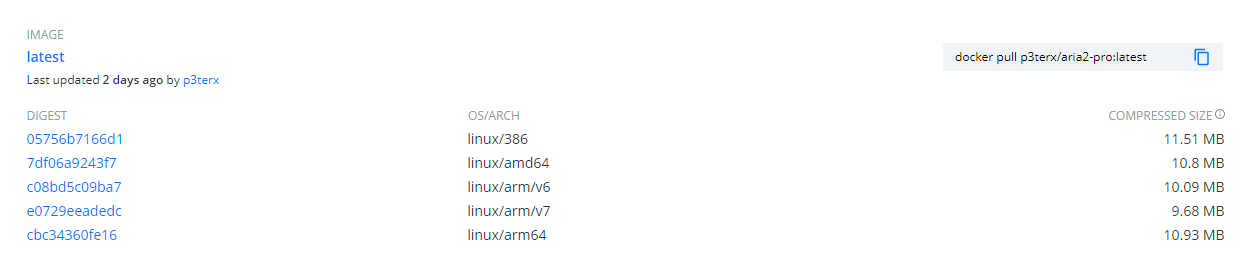 IMAGE
latest
docker pull p3terx/aria2-pro:latest
Last updated 2 days ago by p3terx
DIGEST OS/ARCH COMPRESSED SIZE
05756b7166d1 linux/386 11.51 MB
7df06a9243f7 linux/amd64 10.8 MB
c08bd5c09ba7 linux/arm/v6 10.09 MB
e0729eeadedc linux/arm/v7 9.68 MB
cbc34360fe16 linux/arm64 10.93 MB